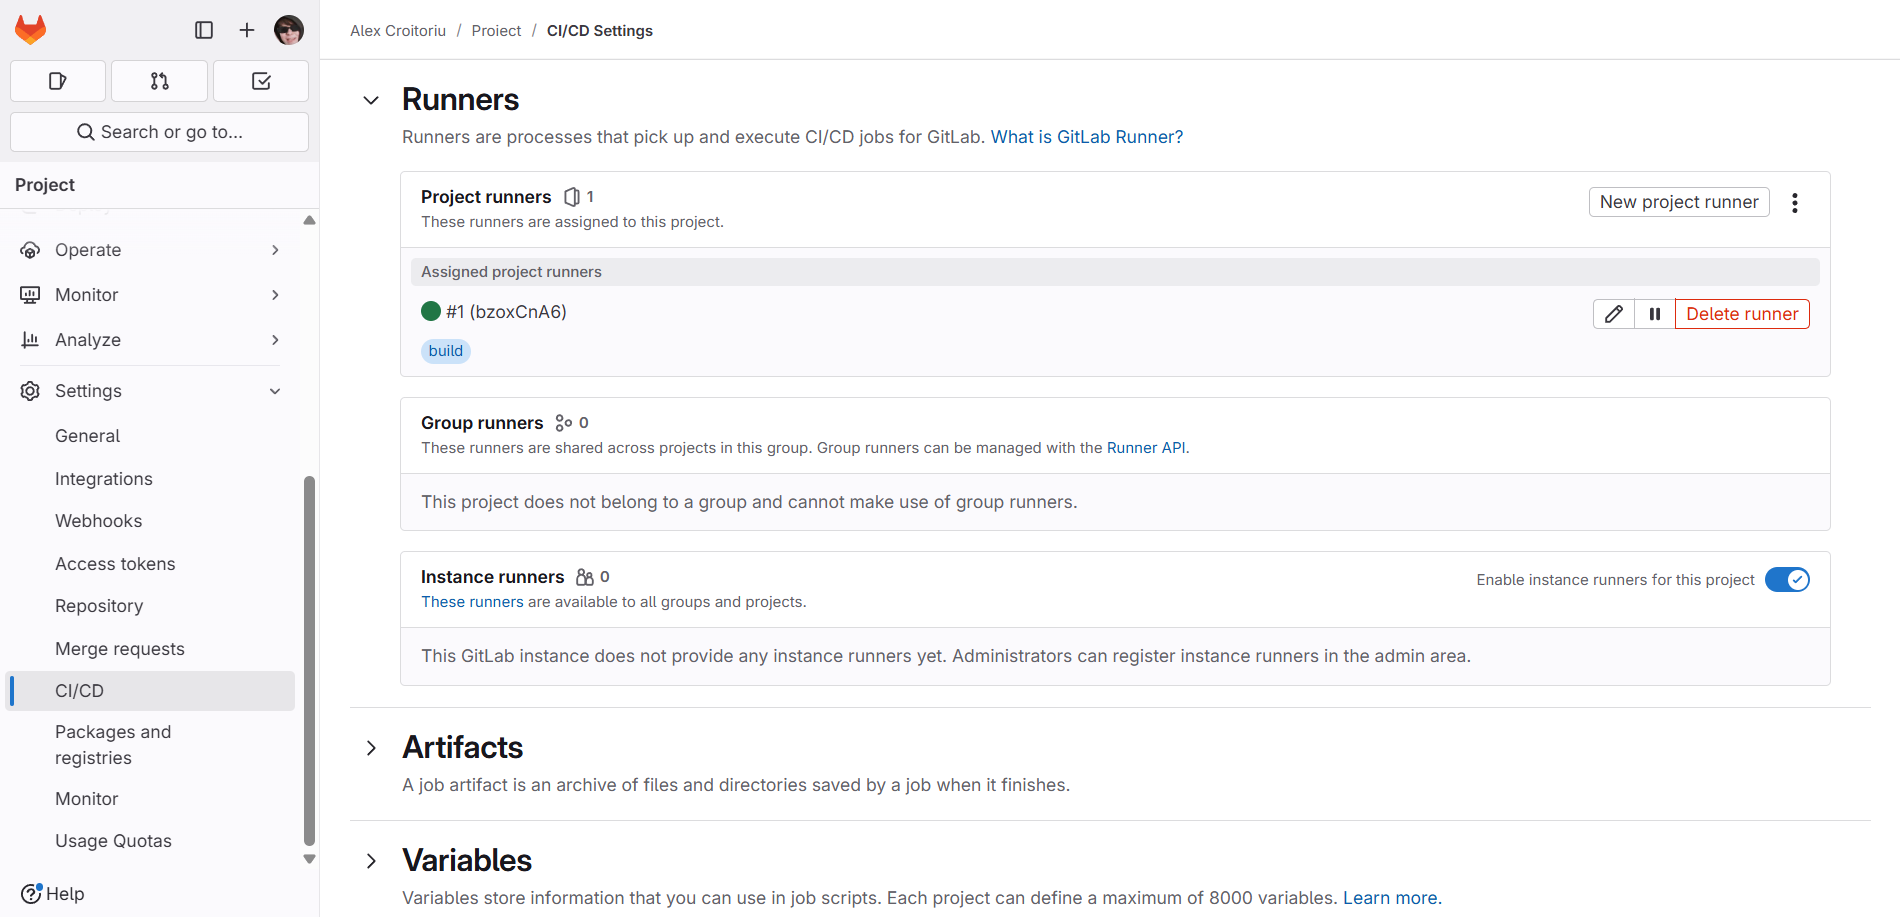 Alex Croitoriu / Proiect / CI/CD Settings
Search or go to...
Project
Operate
Monitor
Analyze
Settings
General
Integrations
Webhooks
Access tokens
Repository
Merge requests
CI/CD
Packages and
registries
Monitor
Usage Quotas
Help
Runners
Runners are processes that pick up and execute CI/CD jobs for GitLab. What is GitLab Runner?
Project runners 1
These runners are assigned to this project.
New project runner
Assigned project runners
#1 (bzoxCnA6)
Delete runner
build
Group runners 0
These runners are shared across projects in this group. Group runners can be managed with the Runner API.
This project does not belong to a group and cannot make use of group runners.
Instance runners 0
These runners are available to all groups and projects.
Enable instance runners for this project
This GitLab instance does not provide any instance runners yet. Administrators can register instance runners in the admin area.
Artifacts
A job artifact is an archive of files and directories saved by a job when it finishes.
Variables
Variables store information that you can use in job scripts. Each project can define a maximum of 8000 variables. Learn more.